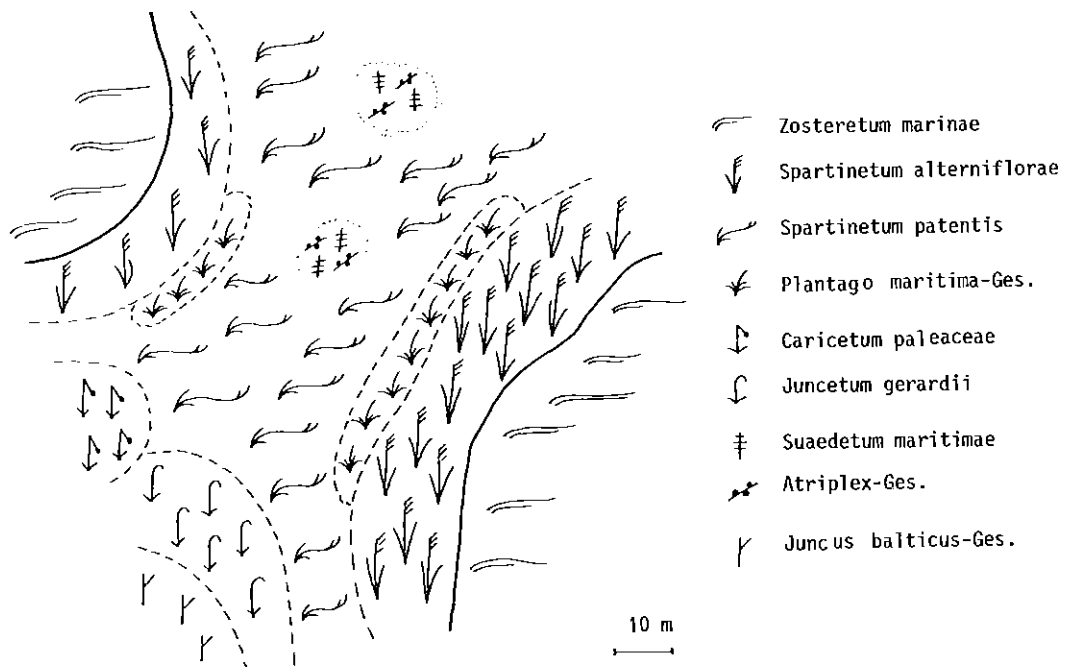 Zosteretum marinae
Spartinetum alterniflorae
Spartinetum patentis
Plantago maritima-Ges.
Caricetum paleaceae
Juncetum gerardii
Suaedetum maritimae
Atriplex-Ges.
Juncus balticus-Ges.
10 m